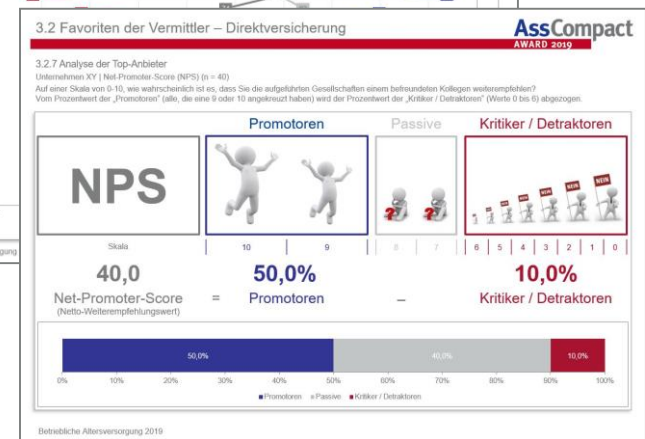 3.2 Favoriten der Vermittler – Direktversicherung
AssCompact
AWARD 2019
3.2.7 Analyse der Top-Anbieter
Unternehmen XY | Net-Promoter-Score (NPS) (n = 40)
Auf einer Skala von 0-10, wie wahrscheinlich ist es, dass Sie die aufgeführten Gesellschaften einem befreundeten Kollegen weiterempfehlen?
Vom Prozentwert der „Promotoren“ (alle, die eine 9 oder 10 angekreuzt haben) wird der Prozentwert der „Kritiker / Detraktoren“ (Werte 0 bis 6) abgezogen.
Promotoren Passive Kritiker / Detraktoren
NPS
NEIN NEIN NEIN NEIN
Skala 10 9 8 7 6 5 4 3 2 1 0
40,0 50,0% 10,0%
Net-Promoter-Score = Promotoren – Kritiker / Detraktoren
(Netto-Weiterempfehlungswert)
50,0% 40,0% 10,0%
0% 10% 20% 30% 40% 50% 60% 70% 80% 90% 100%
Promotoren Passive Kritiker / Detraktoren
Betriebliche Altersversorgung 2019